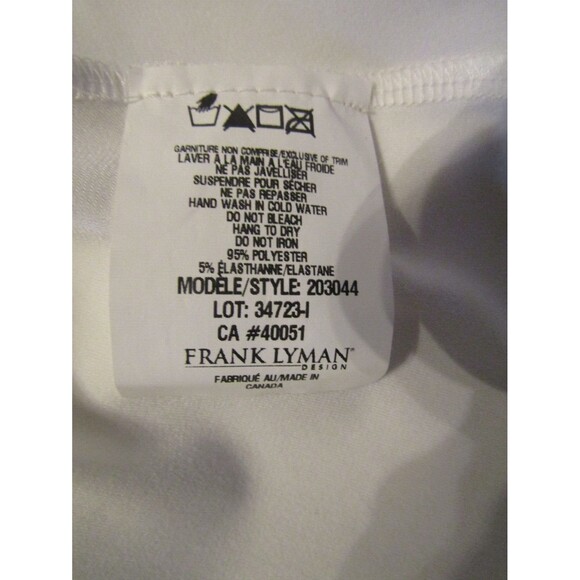 GARNITURE NON COMPRISE/EXCLUSIVE OF TRIM
LAVER À LA MAIN A L'EAU FROIDE
NE PAS JAVELLISER
SUSPENDRE POUR SÉCHER
NE PAS REPASSER
HAND WASH IN COLD WATER
DO NOT BLEACH
HANG TO DRY
DO NOT IRON
95% POLYESTER
5% ÉLASTHANNE/ELASTANE
MODÈLE/STYLE: 203044
LOT: 34723-I
CA #40051
FRANK LYMAN®
DESIGN
FABRIQUÉ AU/MADE IN
CANADA